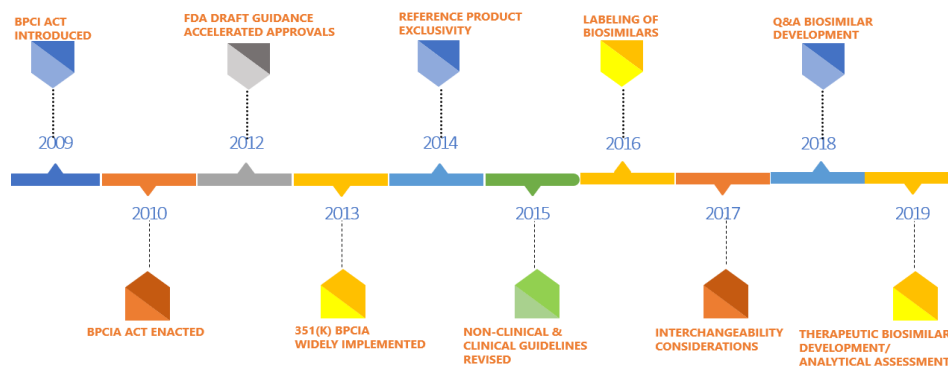 BPCI ACT
INTRODUCED
FDA DRAFT GUIDANCE
ACCELERATED APPROVALS
REFERENCE PRODUCT
EXCLUSIVITY
LABELING OF
BIOSIMILARS
Q&A BIOSIMILAR
DEVELOPMENT
2009
2012
2014
2016
2018
2010
2013
2015
2017
2019
BPCIA ACT ENACTED
351(K) BPCIA
WIDELY IMPLEMENTED
NON-CLINICAL &
CLINICAL GUIDELINES
REVISED
INTERCHANGEABILITY
CONSIDERATIONS
THERAPEUTIC BIOSIMILAR
DEVELOPMENT/
ANALYTICAL ASSESSMENT